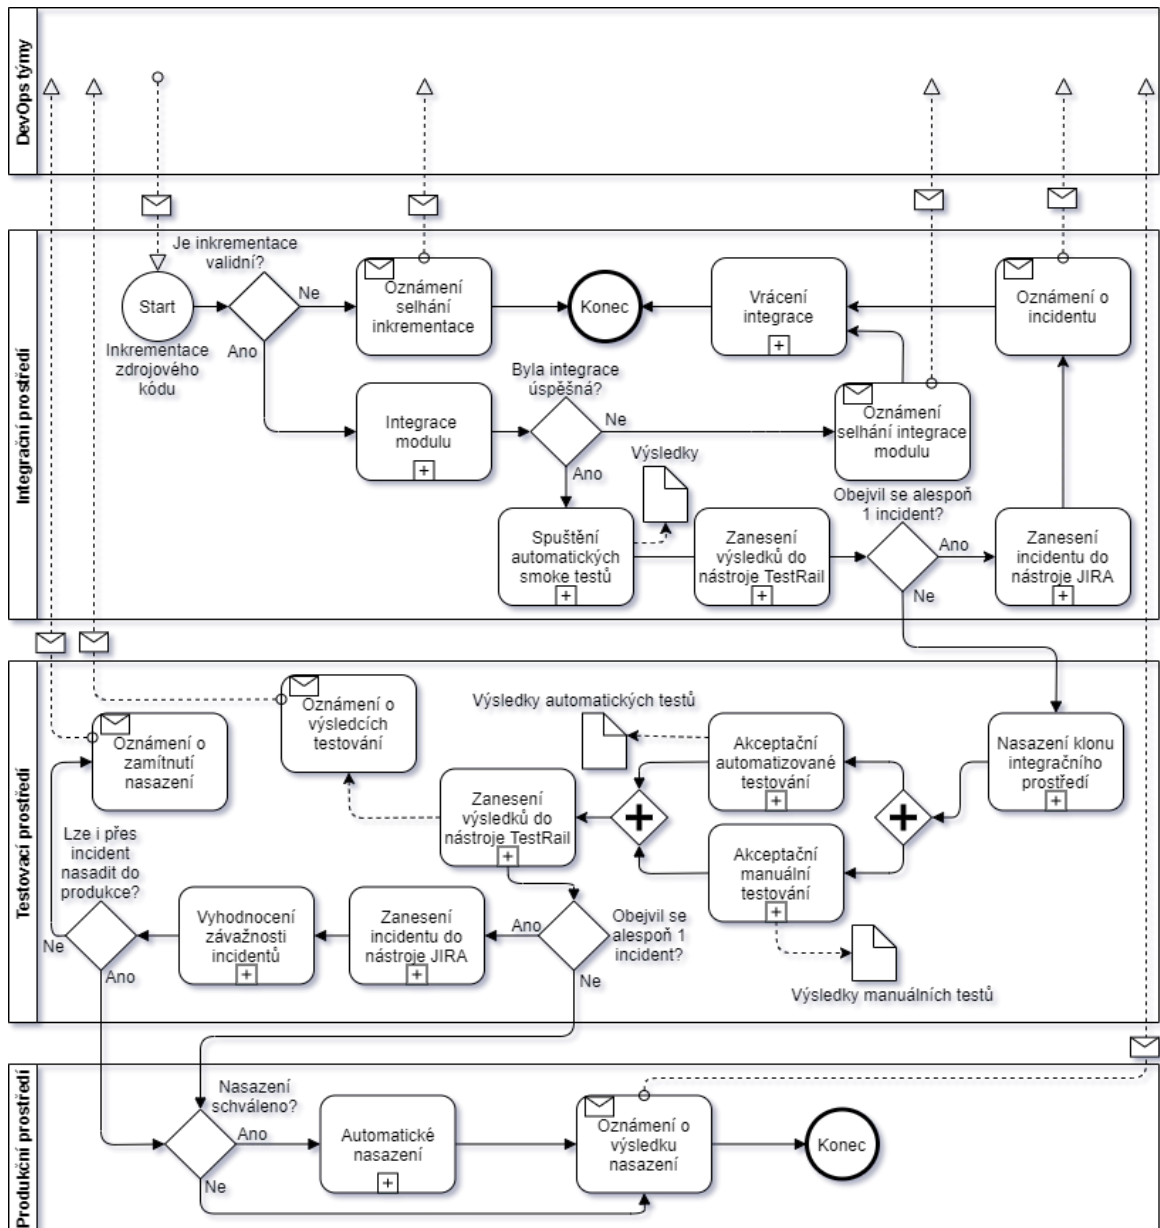 DevOps týmy
Integrační prostředí
Je inkrementace
validní?
Start
Inkrementace
zdrojového
kódu
Ne
Ano
Oznámení
selhání
inkrementace
Konec
Vrácení
integrace
Oznámení o
incidentu
Integrace
modulu
Byla integrace
úspěšná?
Ne
Ano
Oznámení
selhání integrace
modulu
Výsledky
Spuštění
automatických
smoke testů
Zanesení
výsledků do
nástroje TestRail
Obejvil se alespoň
1 incident?
Ano
Ne
Zanesení
incidentu do
nástroje JIRA
Testovací prostředí
Oznámení o
zamítnutí
nasazení
Oznámení o
výsledcích
testování
Výsledky automatických testů
Akceptační
automatizované
testování
Nasazení klonu
integračního
prostředí
Zanesení
výsledků do
nástroje TestRail
Akceptační
manuální
testování
Výsledky manuálních testů
Lze i přes
incident
nasadit do
produkce?
Ne
Ano
Vyhodnocení
závažnosti
incidentů
Zanesení
incidentu do
nástroje JIRA
Ano
Obejvil se
alespoň 1
incident?
Ne
Produkční prostředí
Nasazení
schváleno?
Ano
Ne
Automatické
nasazení
Oznámení o
výsledku
nasazení
Konec